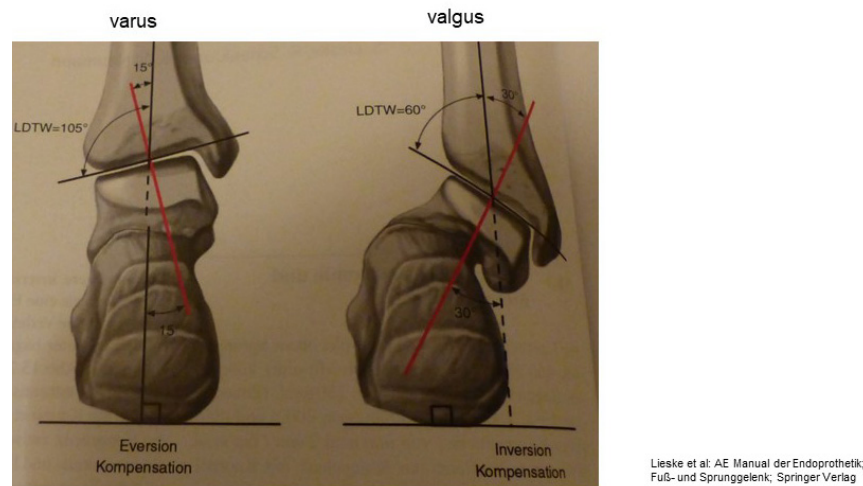 varus
valgus
15°
LDTW=105°
15°
Eversion
Kompensation
30°
LDTW=60°
30°
Inversion
Kompensation
Lieske et al: AE Manual der Endoprothetik;
Fuß- und Sprunggelenk; Springer Verlag